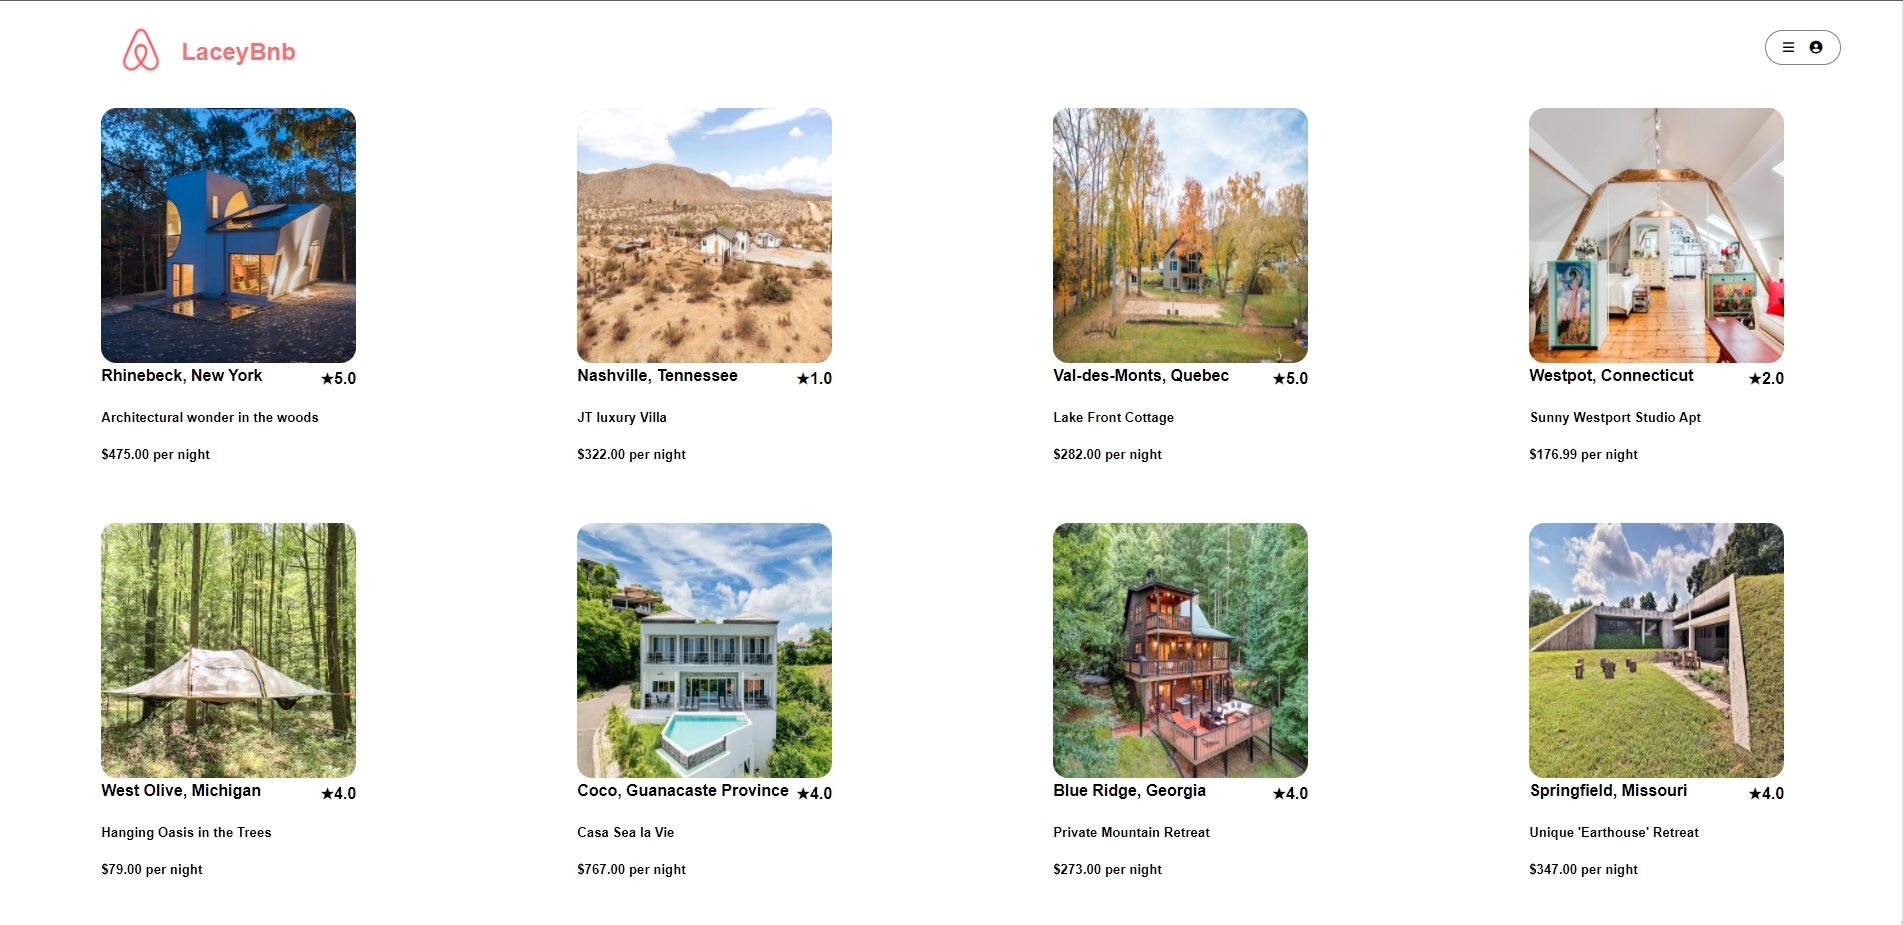 LaceyBnb
Rhinebeck, New York ★5.0
Architectural wonder in the woods
$475.00 per night
Nashville, Tennessee ★1.0
JT luxury Villa
$322.00 per night
Val-des-Monts, Quebec ★5.0
Lake Front Cottage
$282.00 per night
Westpot, Connecticut ★2.0
Sunny Westport Studio Apt
$176.99 per night
West Olive, Michigan ★4.0
Hanging Oasis in the Trees
$79.00 per night
Coco, Guanacaste Province ★4.0
Casa Sea la Vie
$767.00 per night
Blue Ridge, Georgia ★4.0
Private Mountain Retreat
$273.00 per night
Springfield, Missouri ★4.0
Unique 'Earthouse' Retreat
$347.00 per night